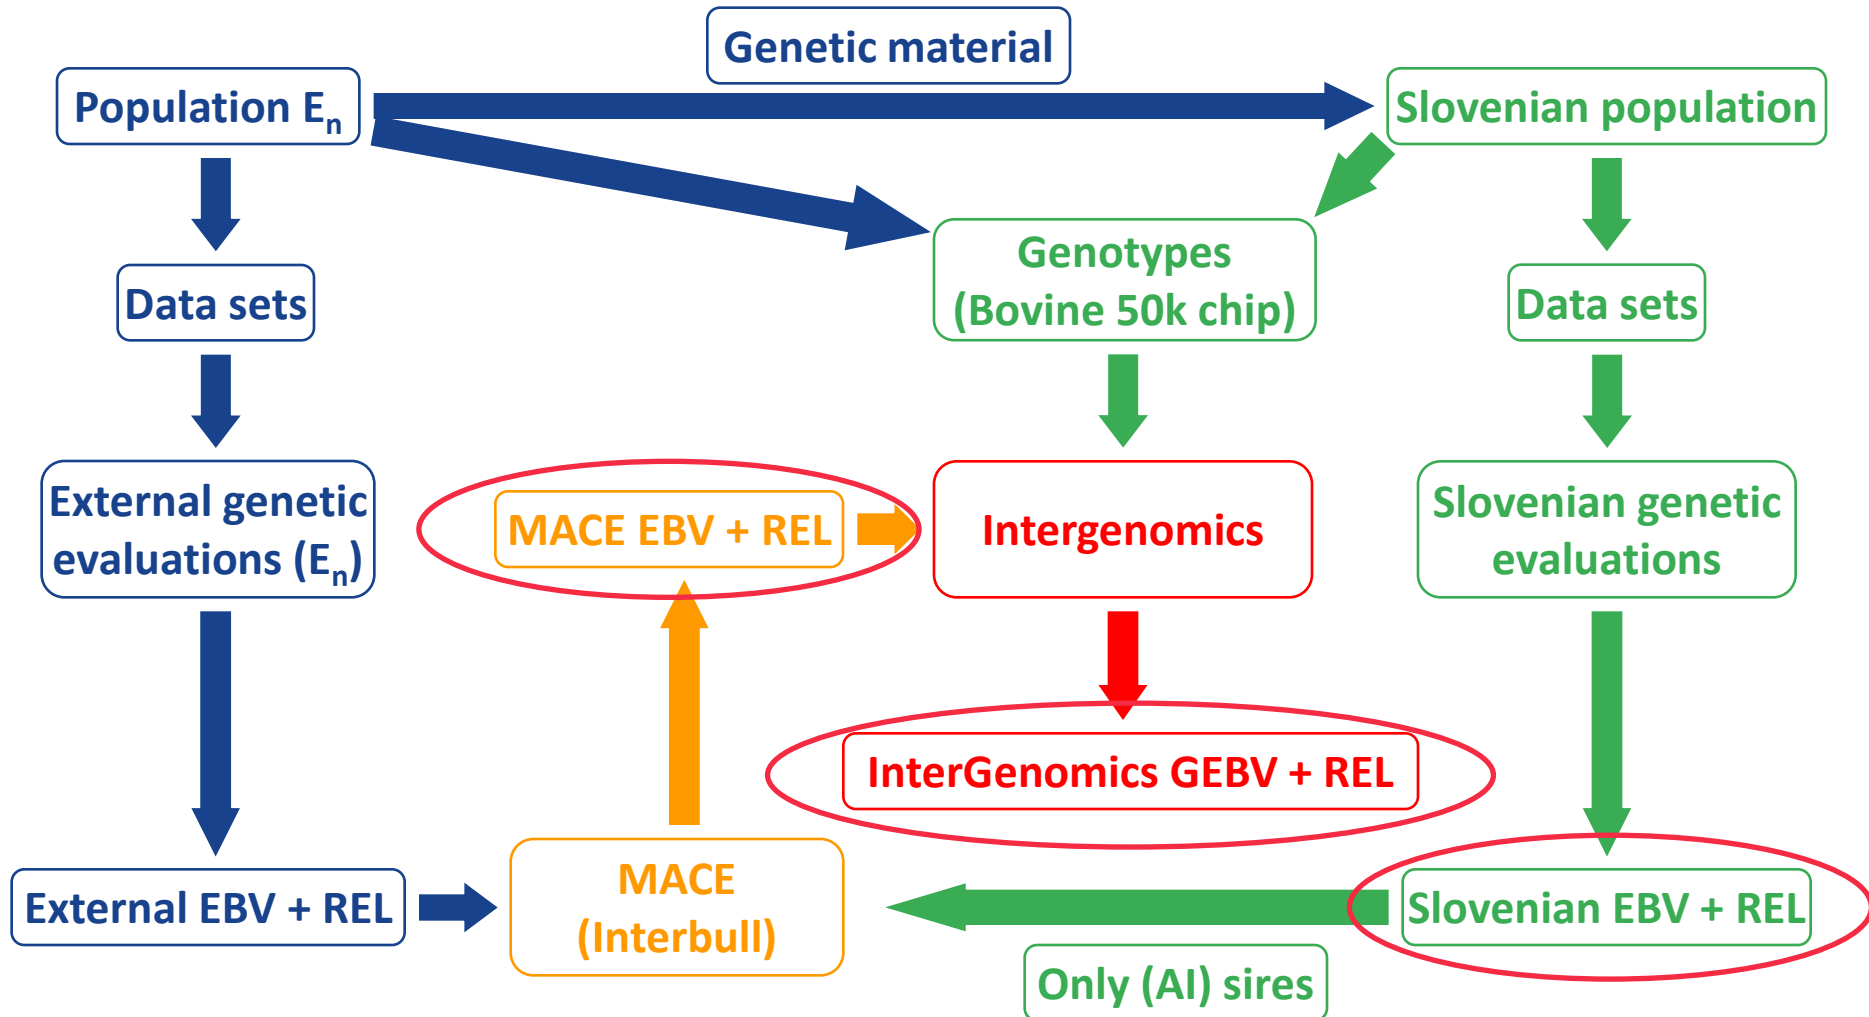 Genetic material
Population En
Slovenian population
Genotypes
(Bovine 50k chip)
Data sets
Data sets
External genetic
evaluations (En)
MACE EBV + REL
Intergenomics
Slovenian genetic
evaluations
InterGenomics GEBV + REL
External EBV + REL
MACE
(Interbull)
Slovenian EBV + REL
Only (AI) sires